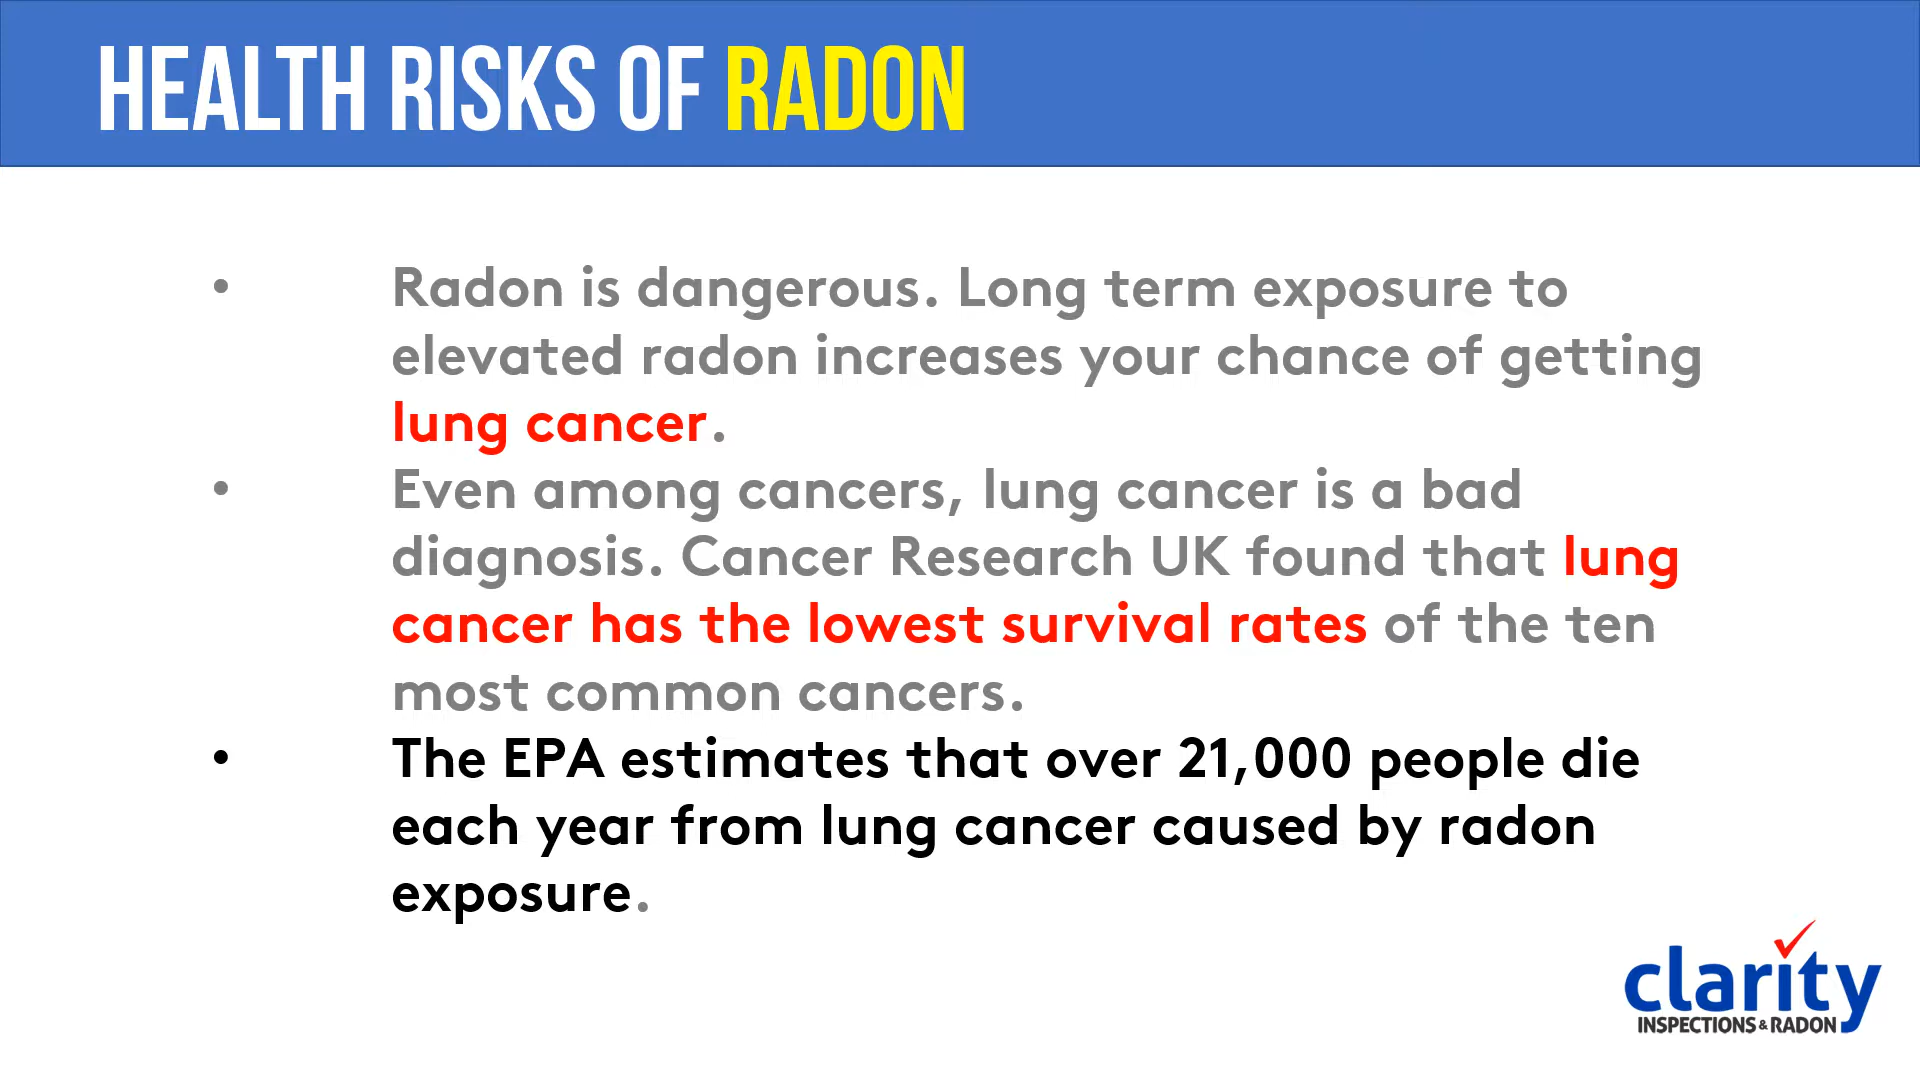 HEALTH RISKS OF RADON
• Radon is dangerous. Long term exposure to
elevated radon increases your chance of getting
lung cancer.
• Even among cancers, lung cancer is a bad
diagnosis. Cancer Research UK found that lung
cancer has the lowest survival rates of the ten
most common cancers.
• The EPA estimates that over 21,000 people die
each year from lung cancer caused by radon
exposure.
clarity
INSPECTIONS & RADON